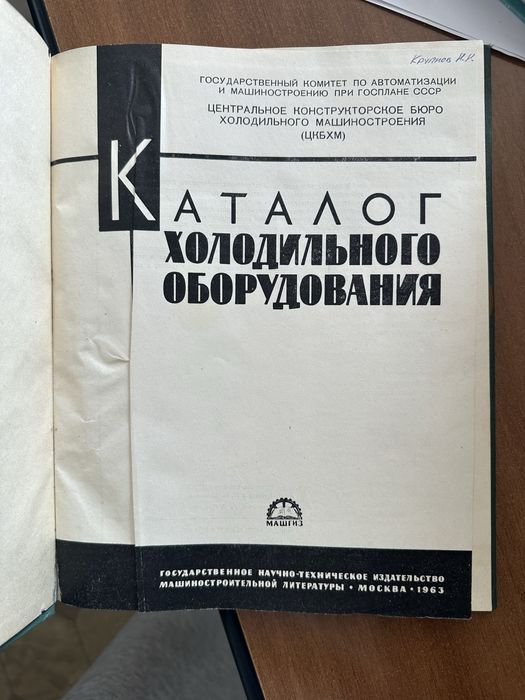 Крупнов Н.Н.
ГОСУДАРСТВЕННЫЙ КОМИТЕТ ПО АВТОМАТИЗАЦИИ
И МАШИНОСТРОЕНИЮ ПРИ ГОСПЛАНЕ СССР
ЦЕНТРАЛЬНОЕ КОНСТРУКТОРСКОЕ БЮРО
ХОЛОДИЛЬНОГО МАШИНОСТРОЕНИЯ
(ЦКБХМ)
КАТАЛОГ
ХОЛОДИЛЬНОГО
ОБОРУДОВАНИЯ
МАШГИЗ
ГОСУДАРСТВЕННОЕ НАУЧНО-ТЕХНИЧЕСКОЕ ИЗДАТЕЛЬСТВО
МАШИНОСТРОИТЕЛЬНОЙ ЛИТЕРАТУРЫ • МОСКВА • 1963